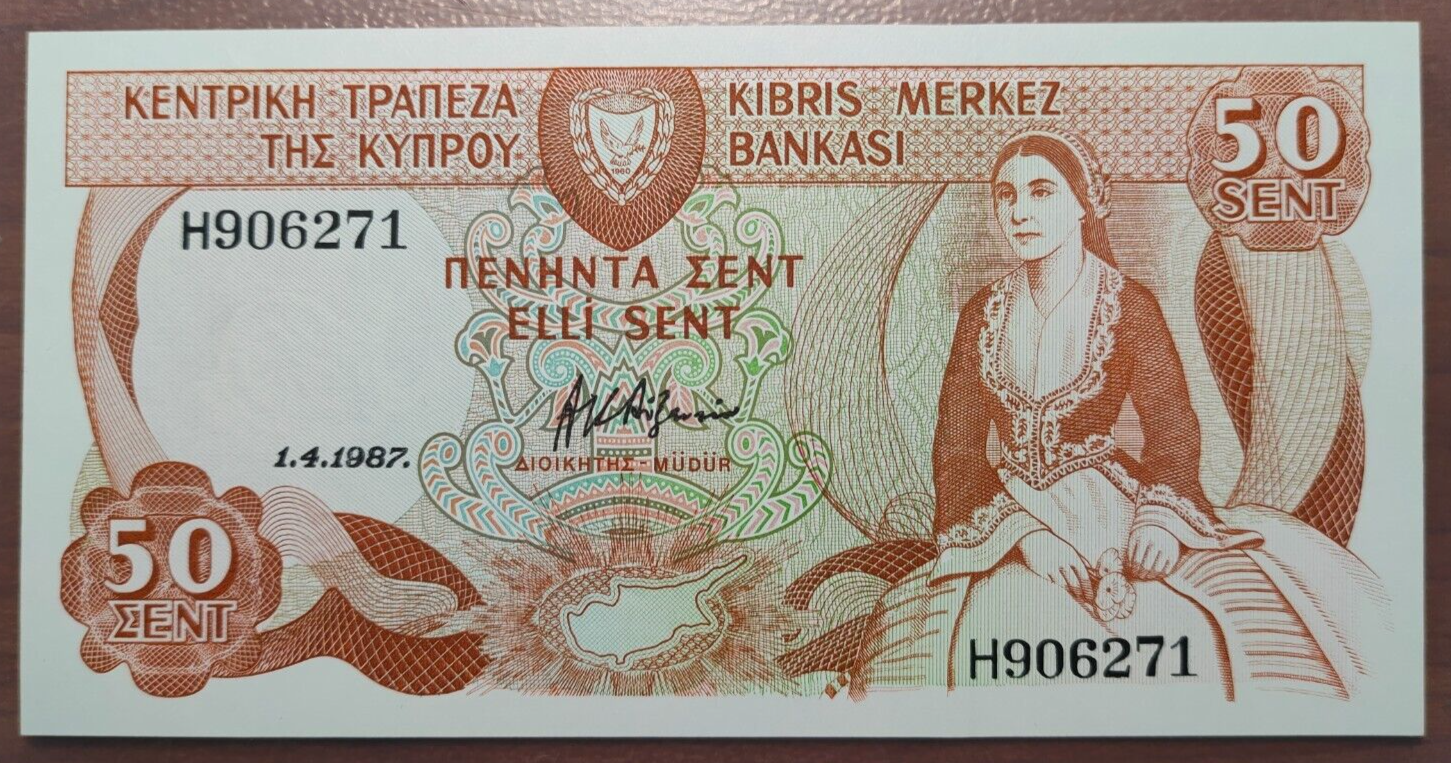 ΚΕΝΤΡΙΚΗ ΤΡΑΠΕΖΑ
ΤΗΣ ΚΥΠΡΟΥ
KIBRIS MERKEZ
BANKASI
50
SENT
1960
H906271
ΠΕΝΗΝΤΑ ΣΕΝΤ
ELLİ SENT
1.4.1987.
ΔΙΟΙΚΗΤΗΣ - MÜDÜR
50
ΣΕΝΤ
H906271